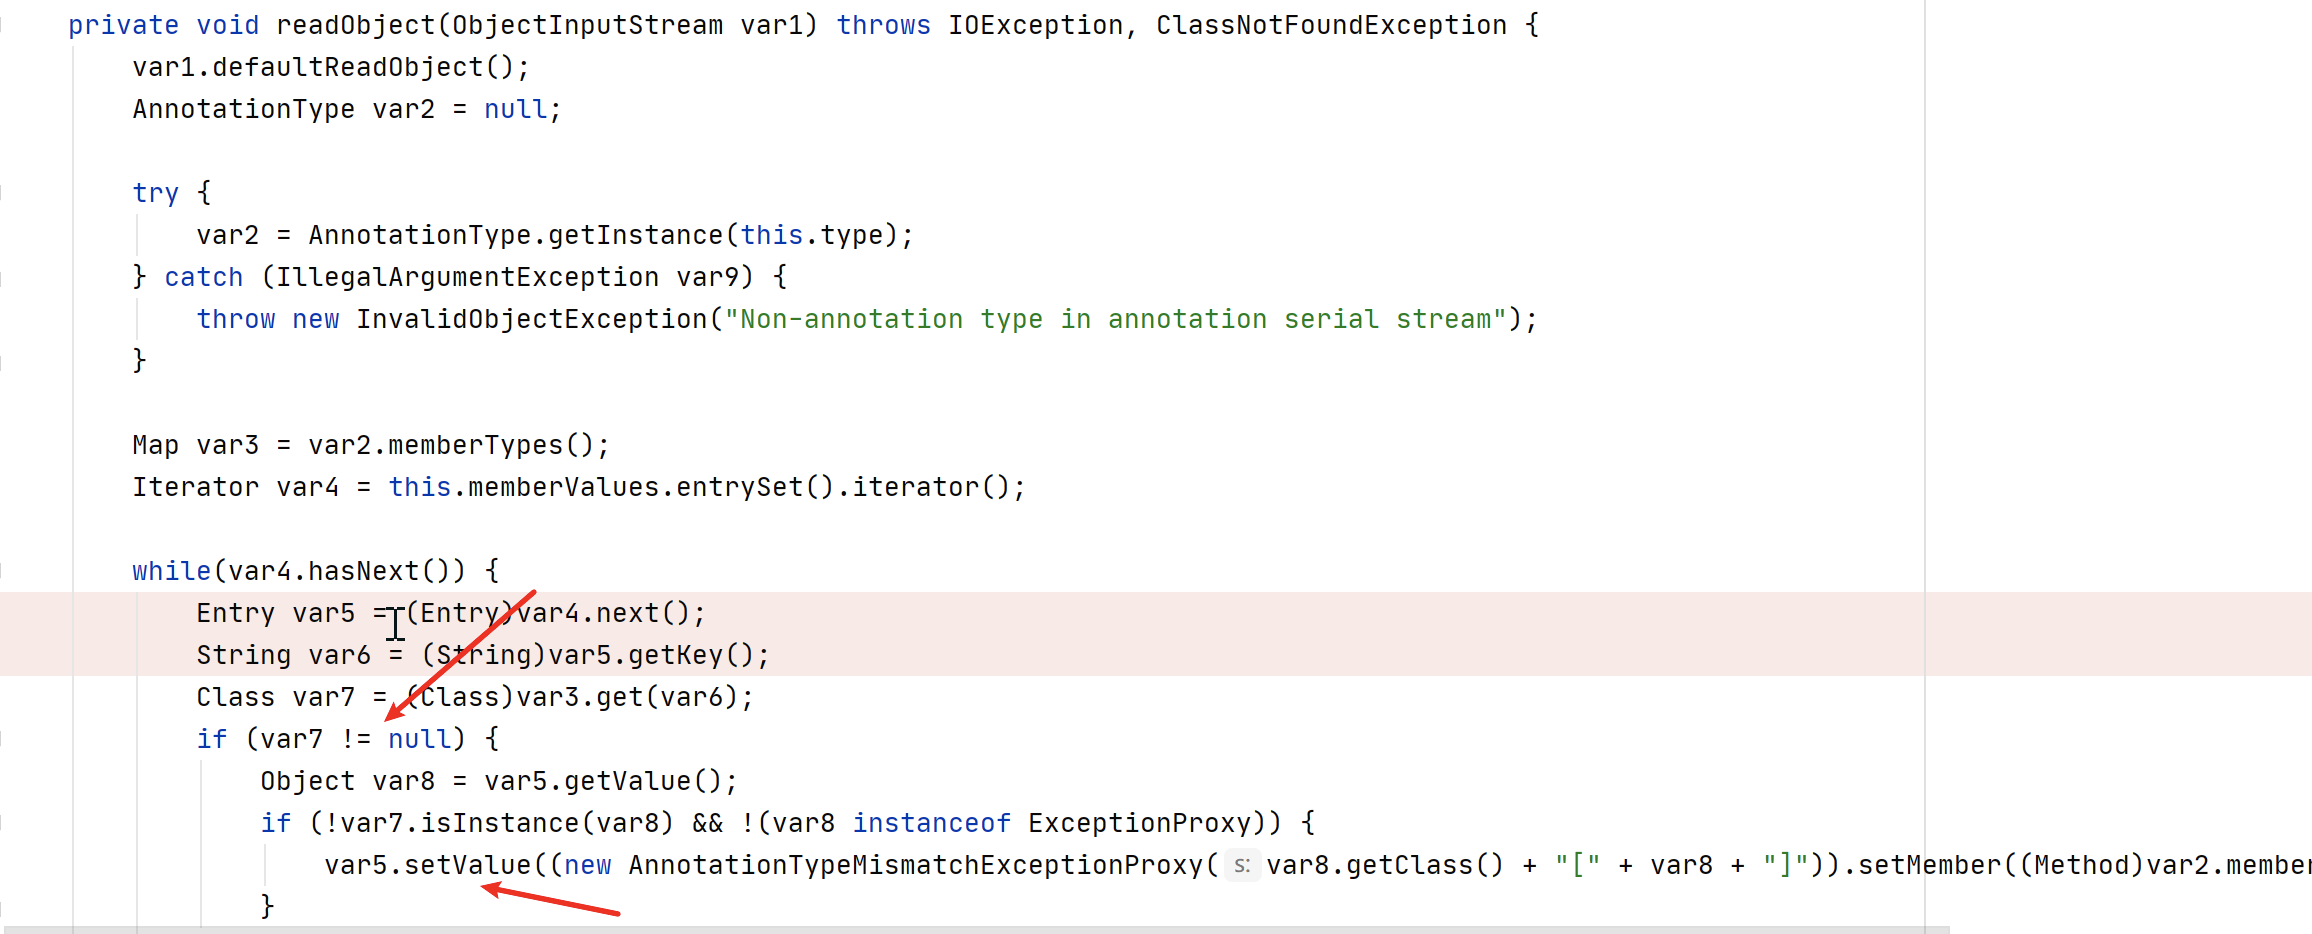 private void readObject(ObjectInputStream var1) throws IOException, ClassNotFoundException {
var1.defaultReadObject();
AnnotationType var2 = null;
try {
var2 = AnnotationType.getInstance(this.type);
} catch (IllegalArgumentException var9) {
throw new InvalidObjectException("Non-annotation type in annotation serial stream");
}
Map var3 = var2.memberTypes();
Iterator var4 = this.memberValues.entrySet().iterator();
while(var4.hasNext()) {
Entry var5 = (Entry)var4.next();
String var6 = (String)var5.getKey();
Class var7 = (Class)var3.get(var6);
if (var7 != null) {
Object var8 = var5.getValue();
if (!var7.isInstance(var8) && !(var8 instanceof ExceptionProxy)) {
var5.setValue((new AnnotationTypeMismatchExceptionProxy( s: var8.getClass() + "[" + var8 + "]")).setMember((Method)var2.member
}